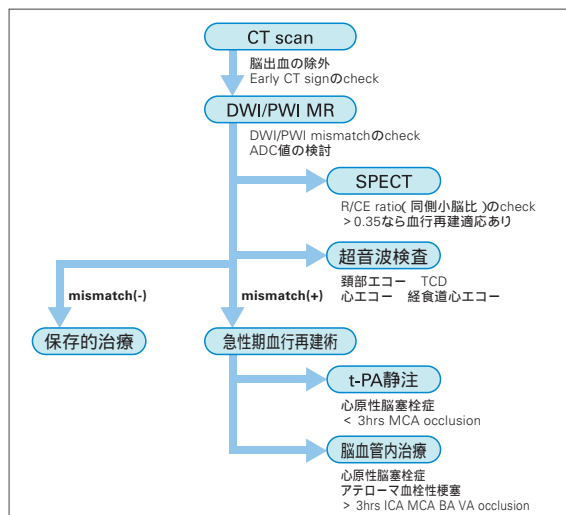 CT scan
脳出血の除外
Early CT signのcheck
DWI/PWI MR
DWI/PWI mismatchのcheck
ADC値の検討
SPECT
R/CE ratio( 同側小脳比 )のcheck
> 0.35なら血行再建適応あり
超音波検査
頚部エコー TCD
心エコー 経食道心エコー
mismatch(-)
mismatch(+)
保存的治療
急性期血行再建術
t-PA静注
心原性脳塞栓症
< 3hrs MCA occlusion
脳血管内治療
心原性脳塞栓症
アテローマ血栓性梗塞
> 3hrs ICA MCA BA VA occlusion